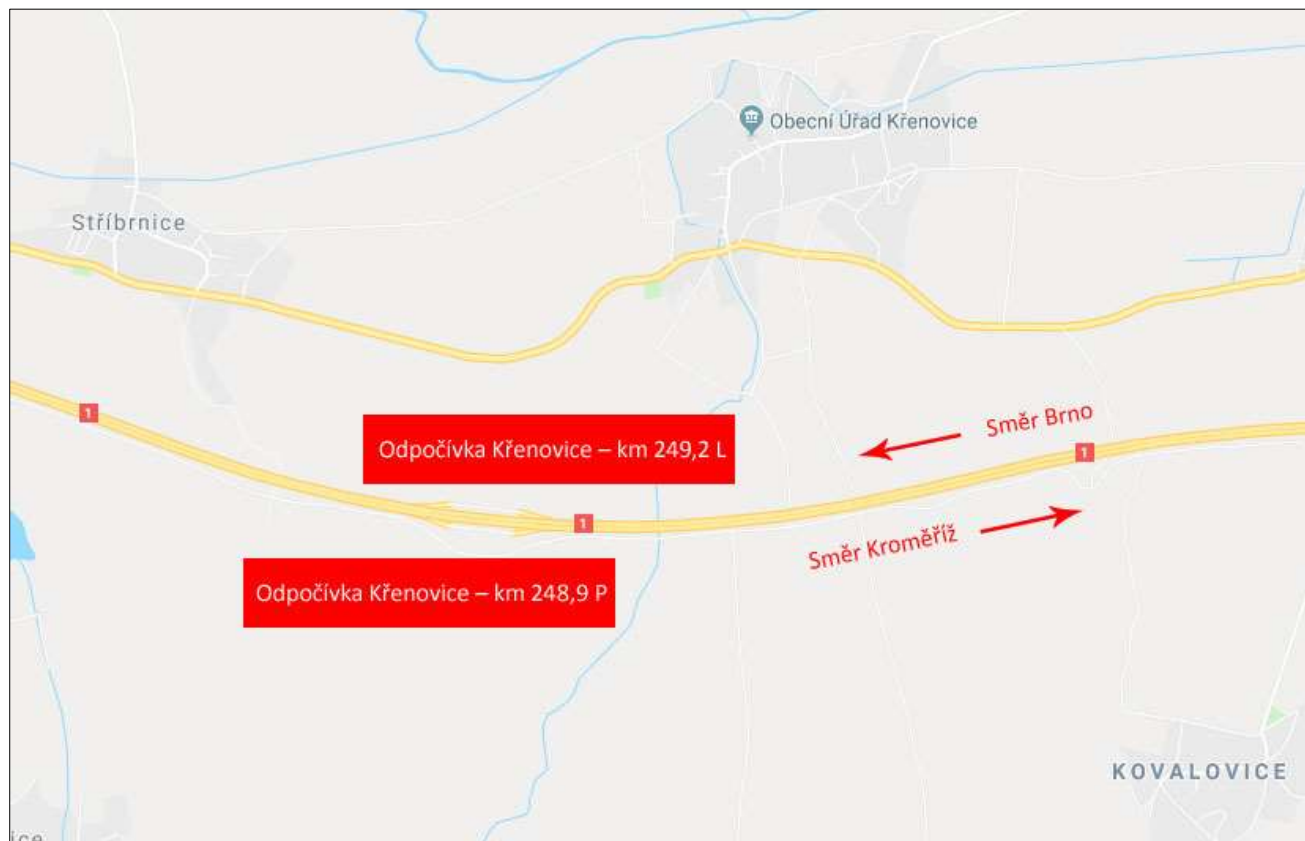 Obecní Úřad Křenovice
Stříbrnice
1
Odpočívka Křenovice – km 249,2 L
Směr Brno
1
1
Směr Kroměříž
Odpočívka Křenovice – km 248,9 P
KOVALOVICE
ice